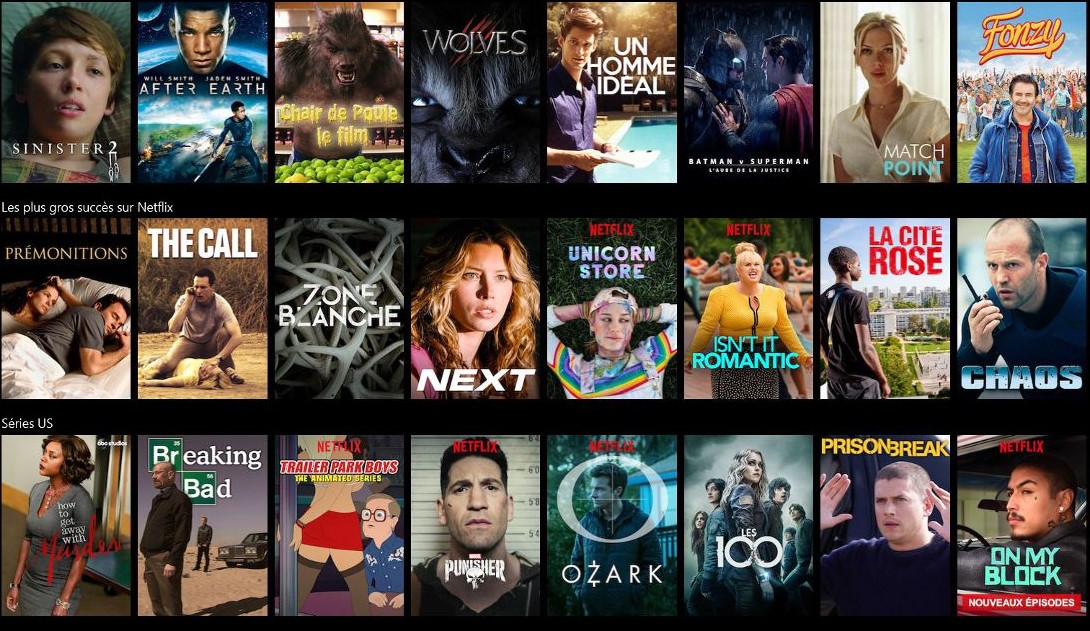 SINISTER 2
WILL SMITH JADEN SMITH
AFTER EARTH
Chair de Poule
le film
WOLVES
UN
HOMME
IDÉAL
BATMAN v SUPERMAN
L'AUBE DE LA JUSTICE
MATCH
POINT
Fonzy
Les plus gros succès sur Netflix
PRÉMONITIONS
THE CALL
ZONE
BLANCHE
NEXT
NETFLIX
UNICORN
STORE
NETFLIX
ISN'T IT
ROMANTIC
LA CITÉ
ROSE
CHAOS
Séries US
abc studios
how
to
get
away
with
Murder
35
Breaking
56
Bad
NETFLIX
TRAILER PARK BOYS
THE ANIMATED SERIES
NETFLIX
MARVEL
PUNISHER
NETFLIX
OZARK
LES
100
PRISON BREAK
NETFLIX
ON MY
BLOCK
NOUVEAUX ÉPISODES